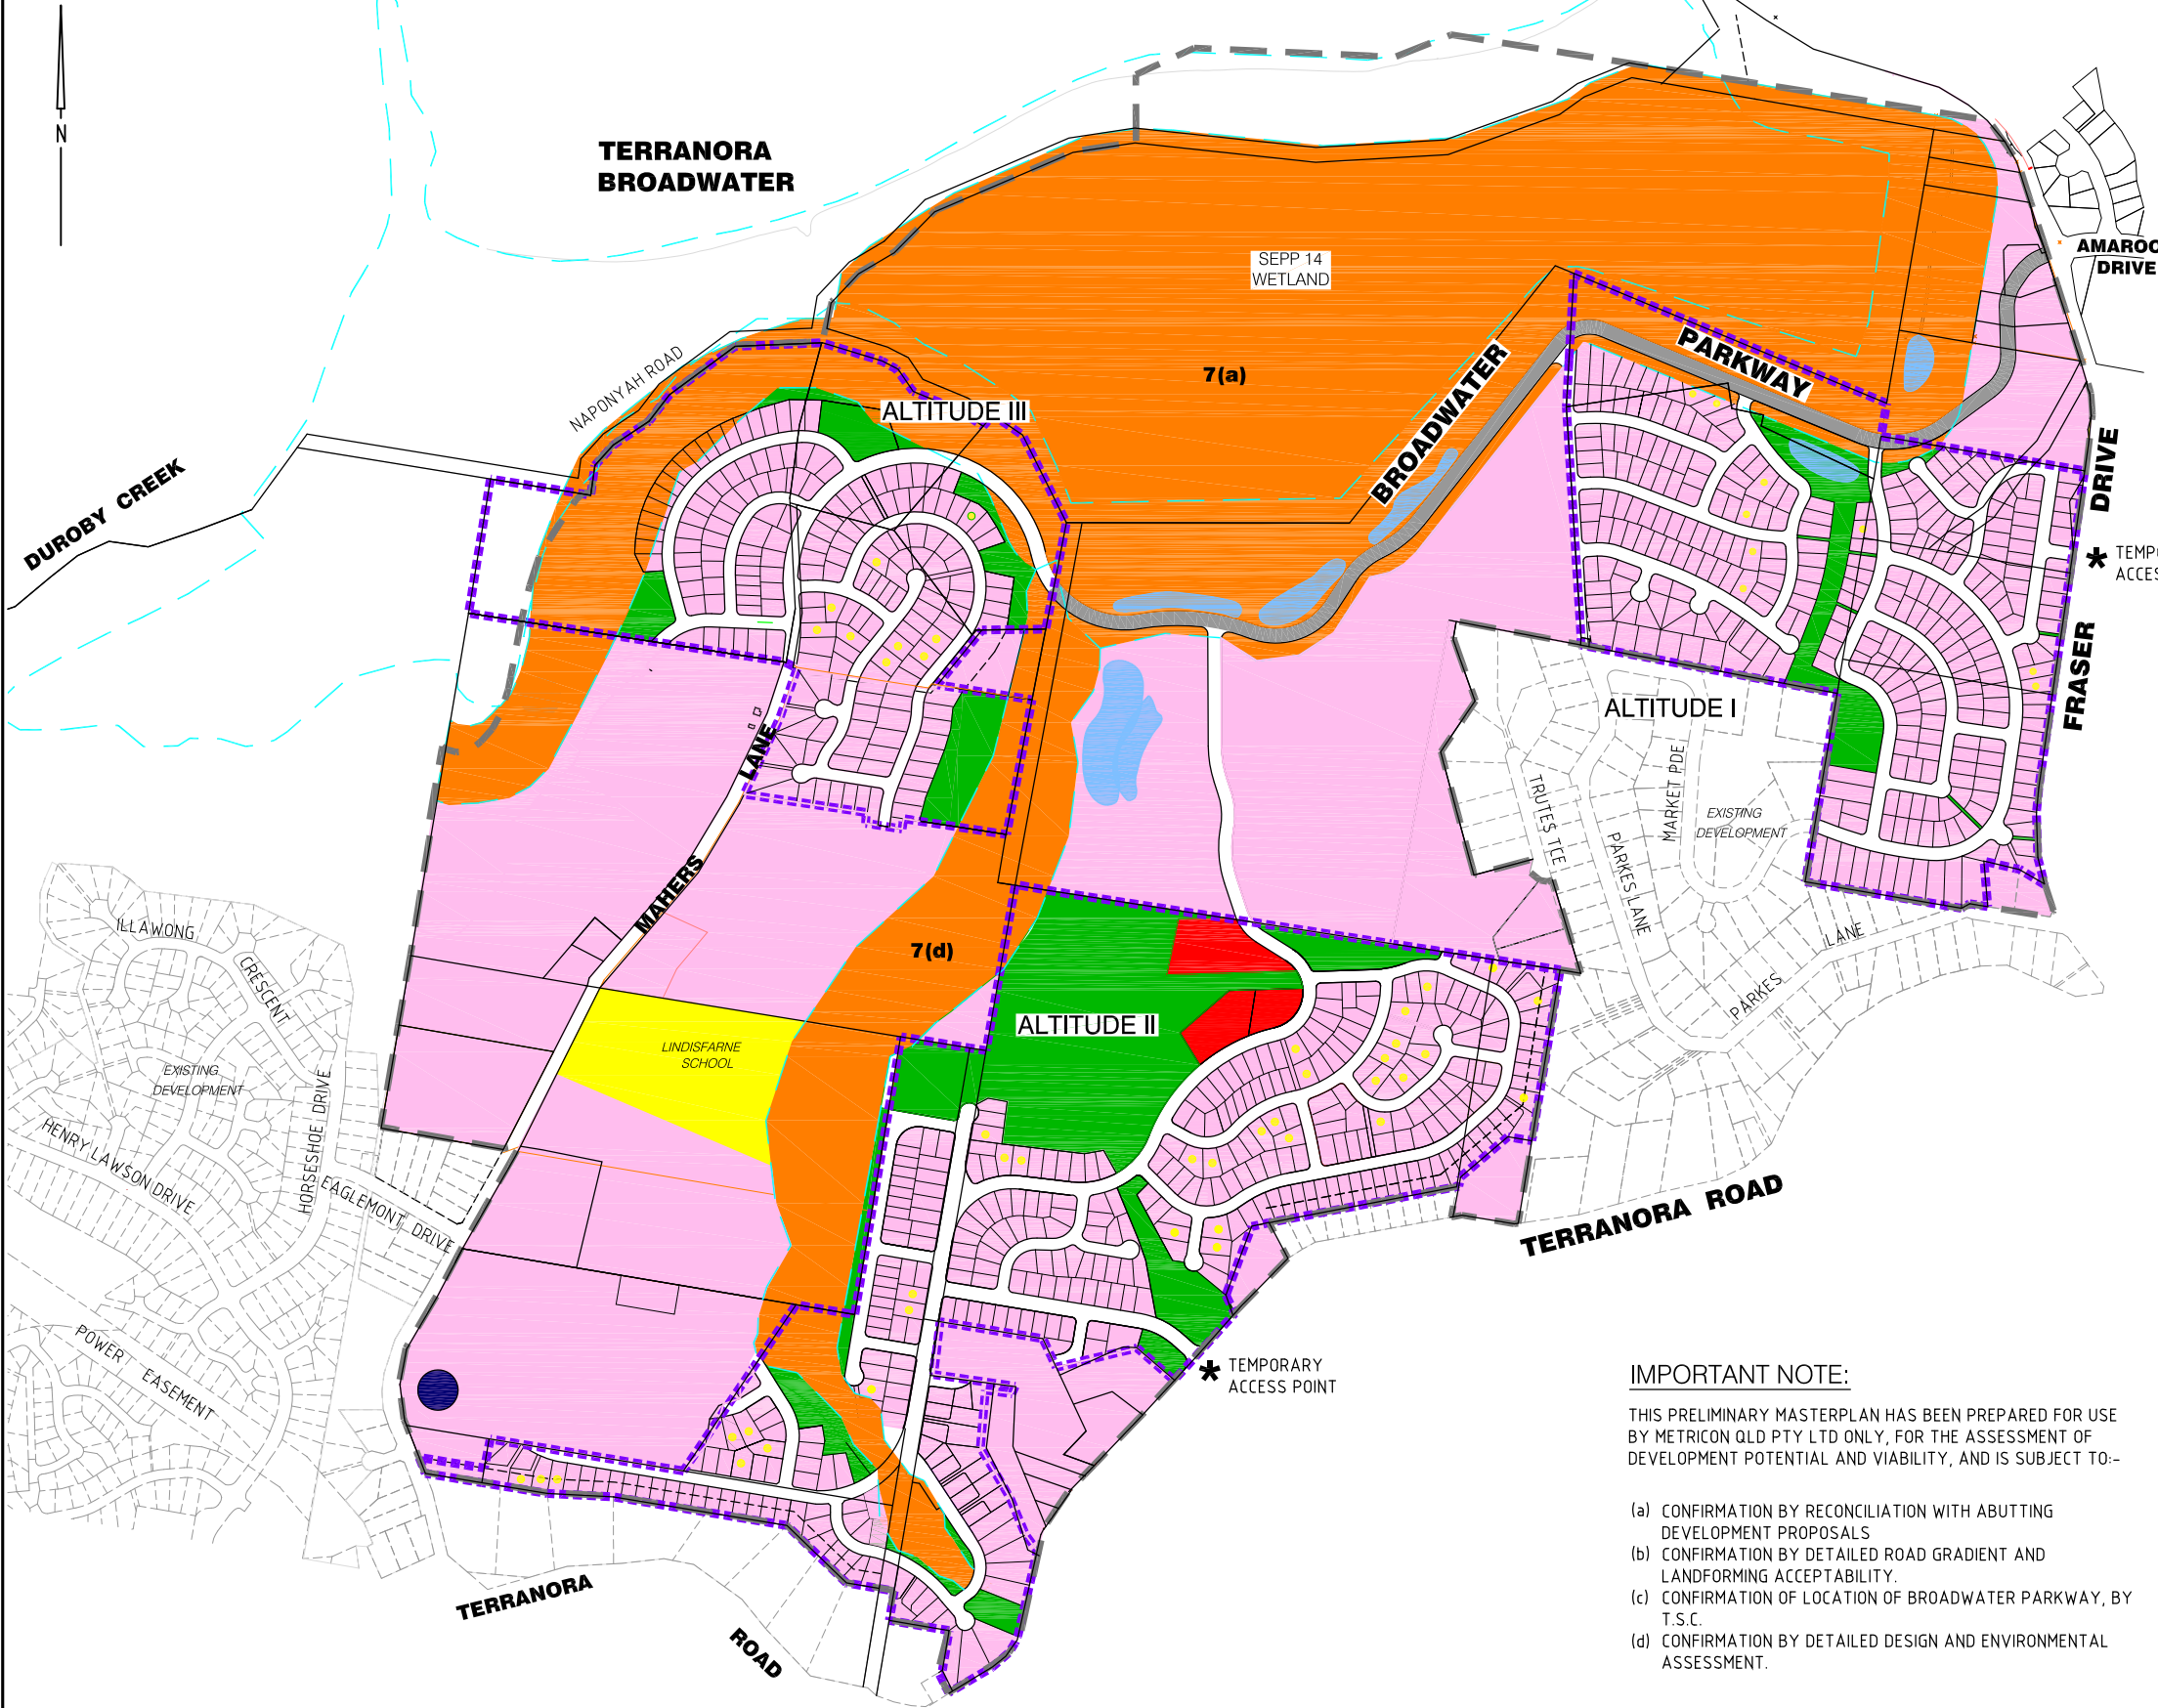 N
TERRANORA
BROADWATER
SEPP 14
WETLAND
AMAROO
DRIVE
7(a)
NAPONYAH ROAD
ALTITUDE III
BROADWATER
PARKWAY
DUROBY CREEK
DRIVE
FRASER
ALTITUDE I
MAHERS
LANE
TRUTES TCE
PARKES LANE
MARKET PDE
EXISTING
DEVELOPMENT
PARKES
LANE
7(d)
ILLAWONG
CRESCENT
LINDISFARNE
SCHOOL
ALTITUDE II
EXISTING
DEVELOPMENT
HORSESHOE DRIVE
HENRY LAWSON DRIVE
EAGLEMONT DRIVE
TERRANORA ROAD
POWER EASEMENT
* TEMPORARY
ACCESS POINT
TERRANORA
ROAD
IMPORTANT NOTE:
THIS PRELIMINARY MASTERPLAN HAS BEEN PREPARED FOR USE
BY METRICON QLD PTY LTD ONLY, FOR THE ASSESSMENT OF
DEVELOPMENT POTENTIAL AND VIABILITY, AND IS SUBJECT TO:-
(a) CONFIRMATION BY RECONCILIATION WITH ABUTTING
DEVELOPMENT PROPOSALS
(b) CONFIRMATION BY DETAILED ROAD GRADIENT AND
LANDFORMING ACCEPTABILITY.
(c) CONFIRMATION OF LOCATION OF BROADWATER PARKWAY, BY
T.S.C.
(d) CONFIRMATION BY DETAILED DESIGN AND ENVIRONMENTAL
ASSESSMENT.